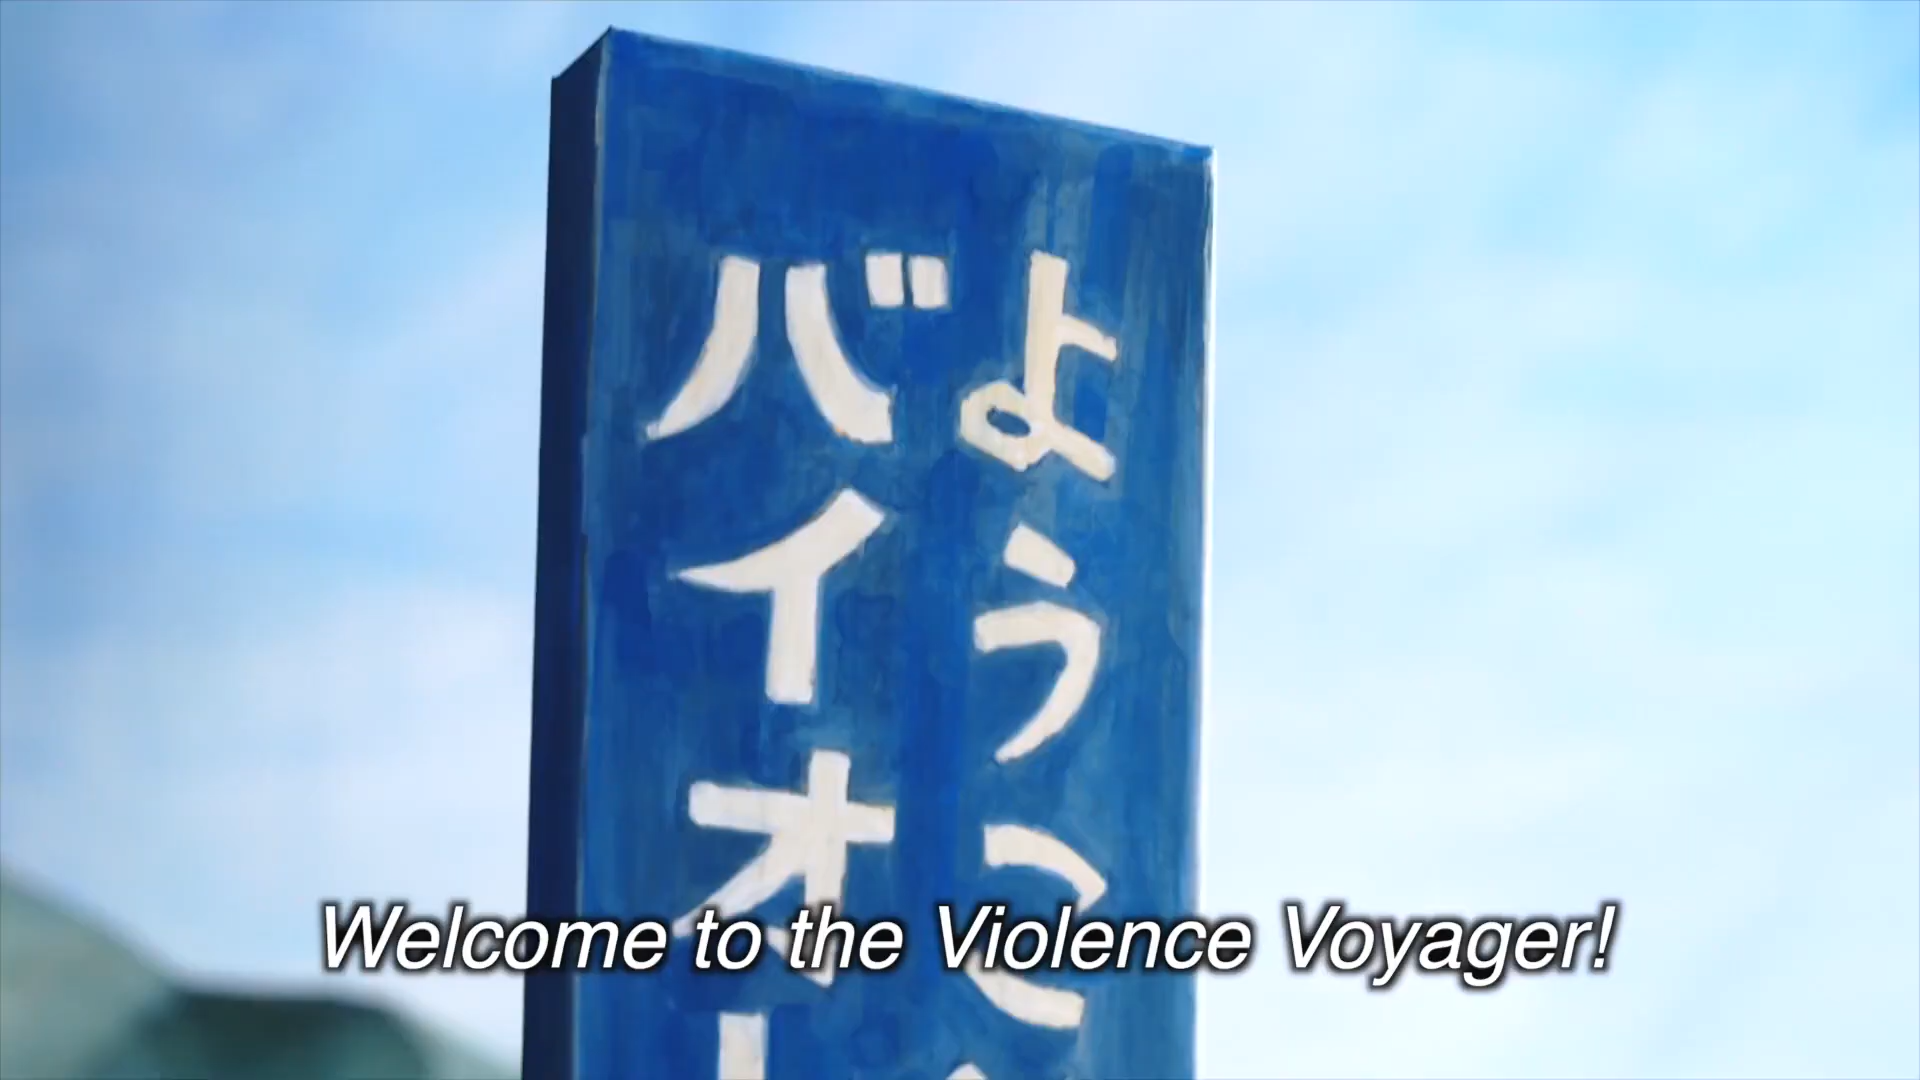 ようこ
バイオ
Welcome to the Violence Voyager!